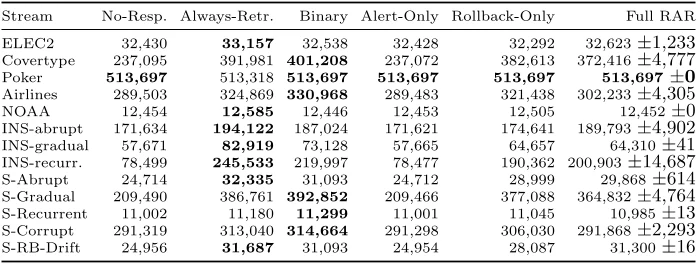 Stream No-Resp. Always-Retr. Binary Alert-Only Rollback-Only Full RAR
ELEC2 32,430 33,157 32,538 32,428 32,292 32,623 ±1,233
Covertype 237,095 391,981 401,208 237,072 382,613 372,416 ±4,777
Poker 513,697 513,318 513,697 513,697 513,697 513,697 ±0
Airlines 289,503 324,869 330,968 289,483 321,438 302,233 ±4,305
NOAA 12,454 12,585 12,446 12,453 12,505 12,452 ±0
INS-abrupt 171,634 194,122 187,024 171,621 174,641 189,793 ±4,902
INS-gradual 57,671 82,919 73,128 57,665 64,657 64,310 ±41
INS-recurr. 78,499 245,533 219,997 78,477 190,362 200,903 ±14,687
S-Abrupt 24,714 32,335 31,093 24,712 28,999 29,868 ±614
S-Gradual 209,490 386,761 392,852 209,466 377,088 364,832 ±4,764
S-Recurrent 11,002 11,180 11,299 11,001 11,045 10,985 ±13
S-Corrupt 291,319 313,040 314,664 291,298 306,030 291,868 ±2,293
S-RB-Drift 24,956 31,687 31,093 24,954 28,087 31,300 ±16